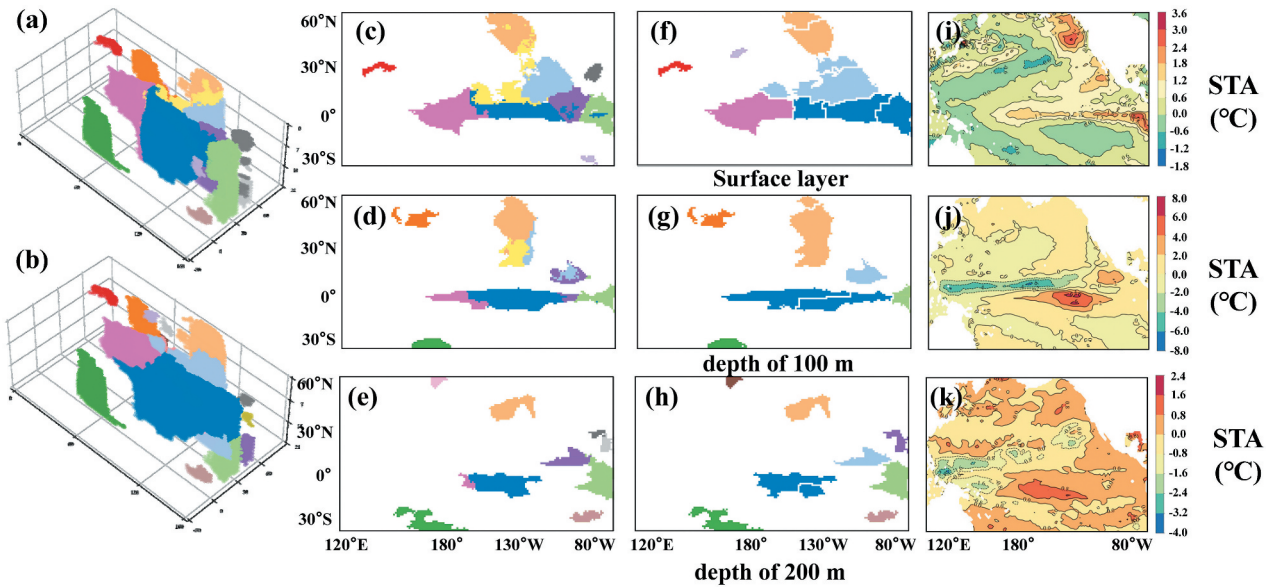 (a)
(b)
(c)
(f)
(i)
60°N
30°N
0°
30°S
3.6
3.0
2.4
1.8
1.2
0.6
0.0
-0.6
-1.2
-1.8
STA
(°C)
Surface layer
(d)
(g)
(j)
60°N
30°N
0°
30°S
8.0
6.0
4.0
2.0
0.0
-2.0
-4.0
-6.0
-8.0
STA
(°C)
depth of 100 m
(e)
(h)
(k)
60°N
30°N
0°
30°S
2.4
1.6
0.8
0.0
-0.8
-1.6
-2.4
-3.2
-4.0
STA
(°C)
120°E 180° 130°W 80°W
180° 130°W 80°W
120°E 180° 80°W
depth of 200 m